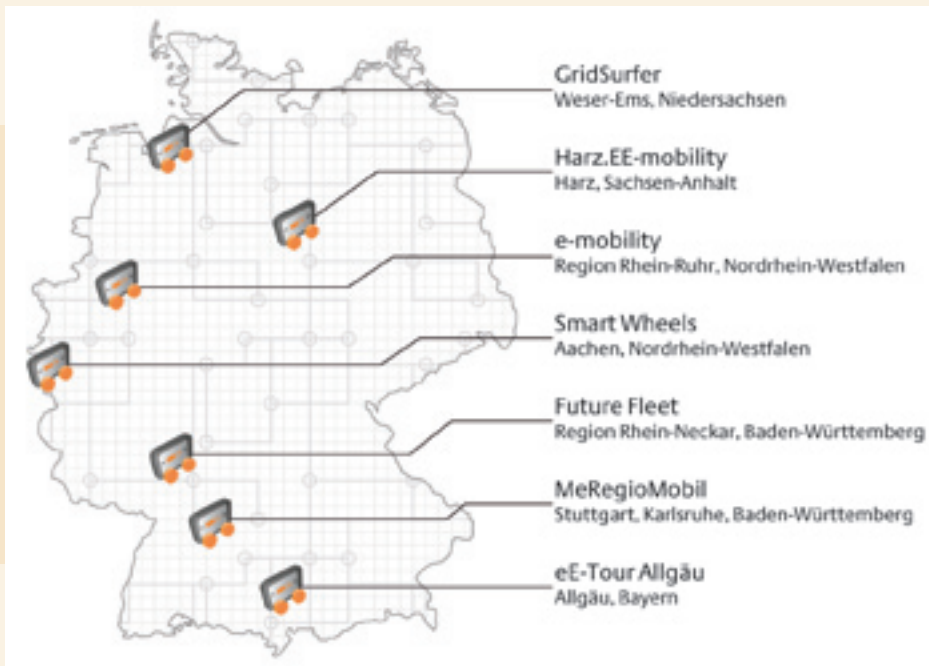 GridSurfer
Weser-Ems, Niedersachsen
Harz.EE-mobility
Harz, Sachsen-Anhalt
e-mobility
Region Rhein-Ruhr, Nordrhein-Westfalen
Smart Wheels
Aachen, Nordrhein-Westfalen
Future Fleet
Region Rhein-Neckar, Baden-Württemberg
MeRegioMobil
Stuttgart, Karlsruhe, Baden-Württemberg
eE-Tour Allgäu
Allgäu, Bayern